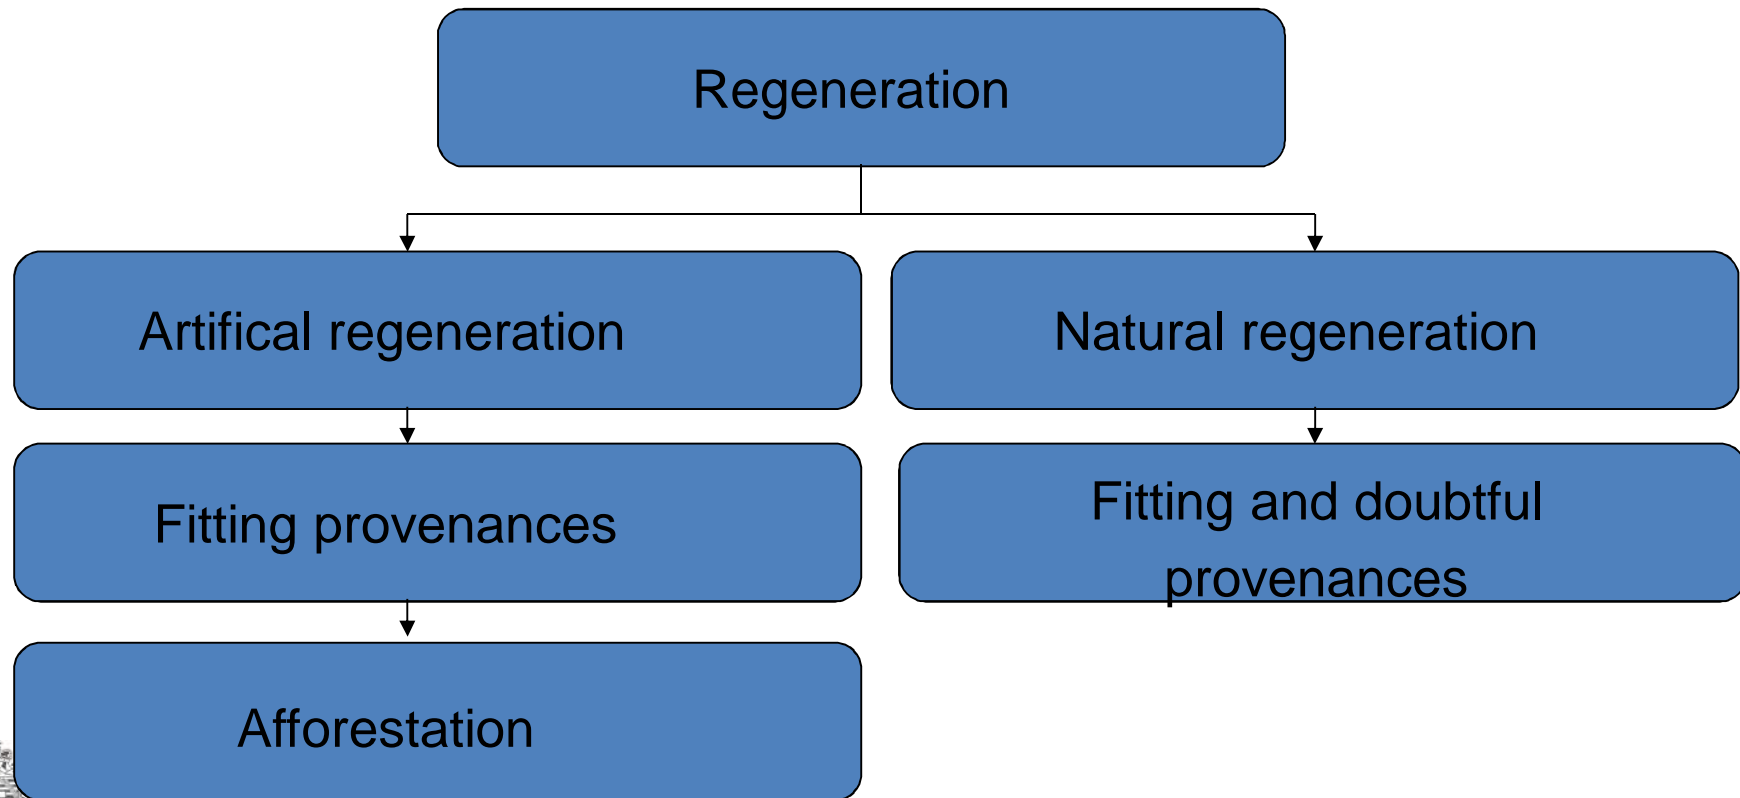 Regeneration
Artifical regeneration
Natural regeneration
Fitting provenances
Fitting and doubtful
provenances
Afforestation